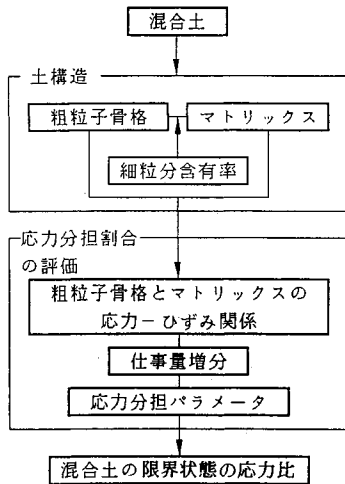 混合土
土構造
粗粒子骨格
マトリックス
細粒分含有率
応力分担割合
の評価
粗粒子骨格とマトリックスの
応力－ひずみ関係
仕事量増分
応力分担パラメータ
混合土の限界状態の応力比